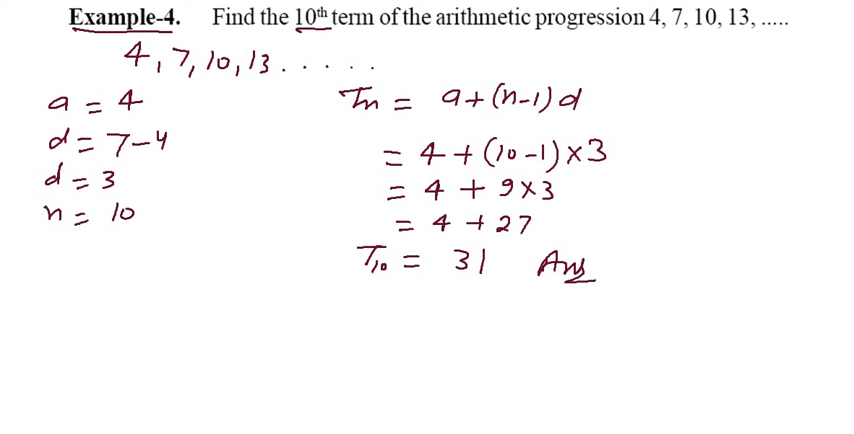 Example-4. Find the 10th term of the arithmetic progression 4, 7, 10, 13, .....
4, 7, 10, 13 . . . . .
a = 4
d = 7-4
d = 3
n = 10
Tn = a+(n-1)d
= 4+(10-1)×3
= 4 + 9×3
= 4 + 27
T10 = 31 Ans